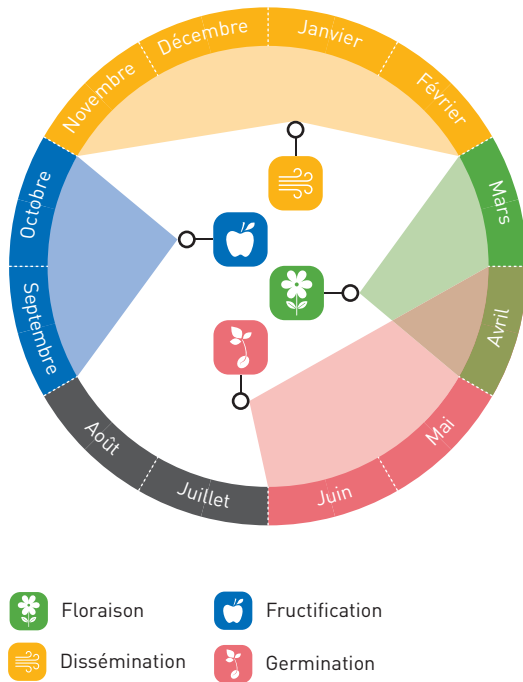 Janvier
Février
Mars
Avril
Mai
Juin
Juillet
Août
Septembre
Octobre
Novembre
Décembre
Floraison
Fructification
Dissémination
Germination